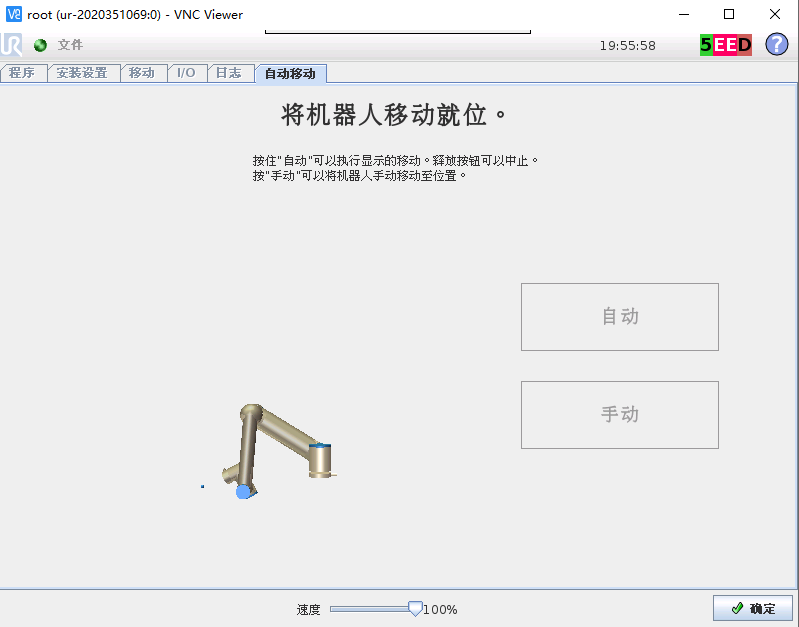 V2 root (ur-2020351069:0) - VNC Viewer
UR 文件 19:55:58 5EED ?
程序 安装设置 移动 I/O 日志 自动移动
将机器人移动就位。
按住"自动"可以执行显示的移动。释放按钮可以中止。
按"手动"可以将机器人手动移动至位置。
自动
手动
速度 100% 确定